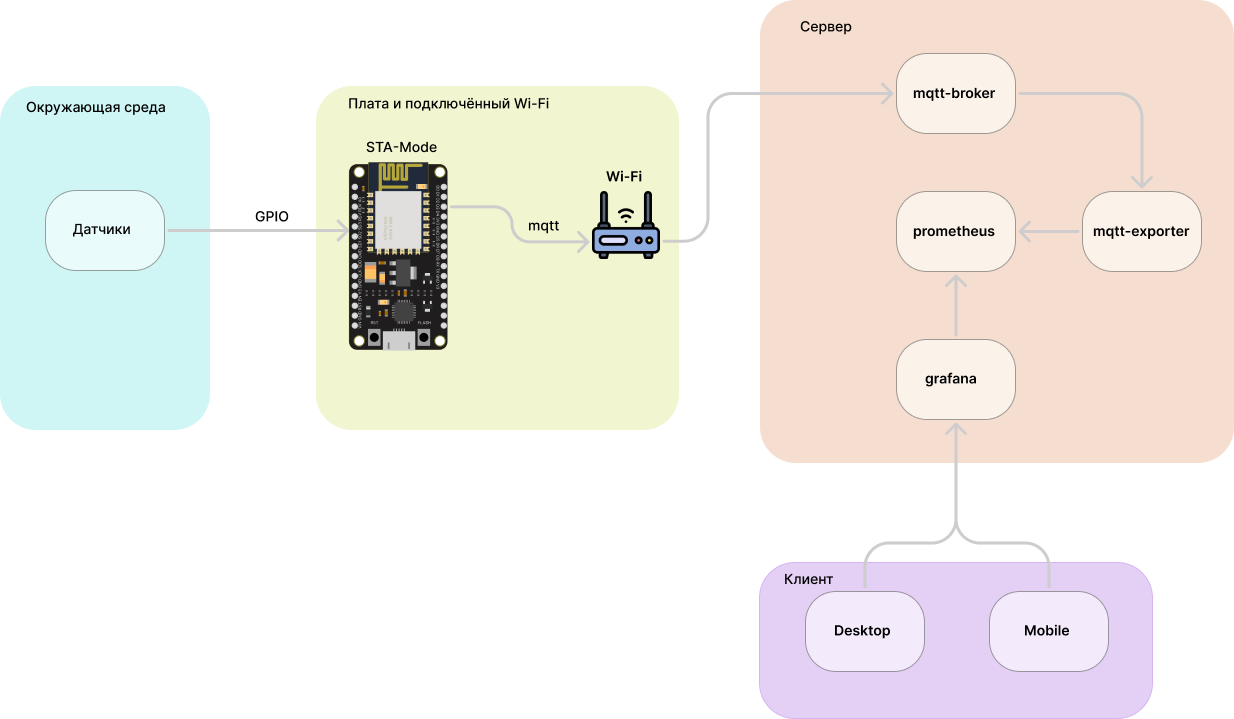 Окружающая среда
Датчики
GPIO
Плата и подключённый Wi-Fi
STA-Mode
RST
FLASH
mqtt
Wi-Fi
Сервер
mqtt-broker
prometheus
mqtt-exporter
grafana
Клиент
Desktop
Mobile